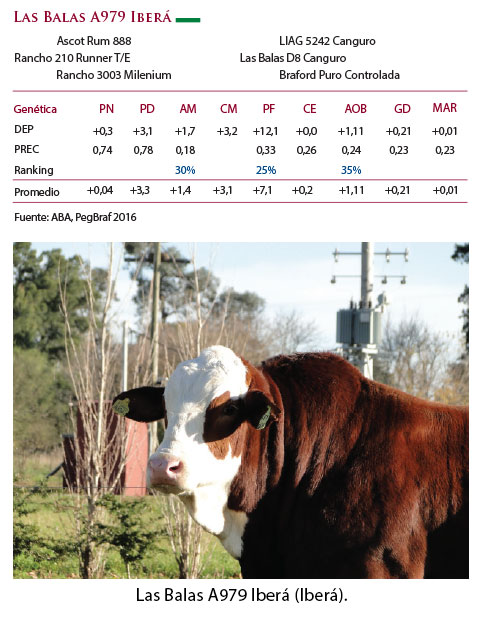 Las Balas A979 Iberá
Ascot Rum 888 LIAG 5242 Canguro
Rancho 210 Runner T/E Las Balas D8 Canguro
Rancho 3003 Milenium Braford Puro Controlada
Genética PN PD AM CM PF CE AOB GD MAR
DEP +0,3 +3,1 +1,7 +3,2 +12,1 +0,0 +1,11 +0,21 +0,01
PREC 0,74 0,78 0,18 0,33 0,26 0,24 0,23 0,23
Ranking 30% 25% 35%
Promedio +0,04 +3,3 +1,4 +3,1 +7,1 +0,2 +1,11 +0,21 +0,01
Fuente: ABA, PegBraf 2016
Las Balas A979 Iberá (Iberá).